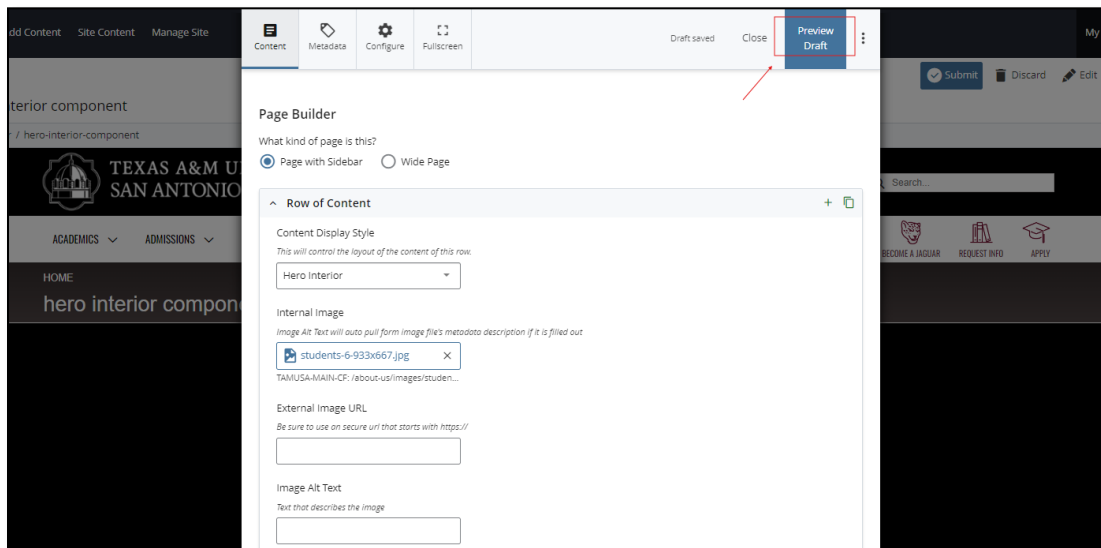 dd Content Site Content Manage Site
Content Metadata Configure Fullscreen
Draft saved Close Preview Draft
My
Submit Discard Edit
terior component
/ hero-interior-component
TEXAS A&M U
SAN ANTONIO
Search...
ACADEMICS ADMISSIONS
BECOME A JAGUAR REQUEST INFO APPLY
HOME
hero interior compon
Page Builder
What kind of page is this?
Page with Sidebar Wide Page
Row of Content
Content Display Style
This will control the layout of the content of this row.
Hero Interior
Internal Image
Image Alt Text will auto pull form image file's metadata description if it is filled out
students-6-933x667.jpg
TAMUSA-MAIN-CF: /about-us/images/studen...
External Image URL
Be sure to use an secure url that starts with https://
Image Alt Text
Text that describes the image